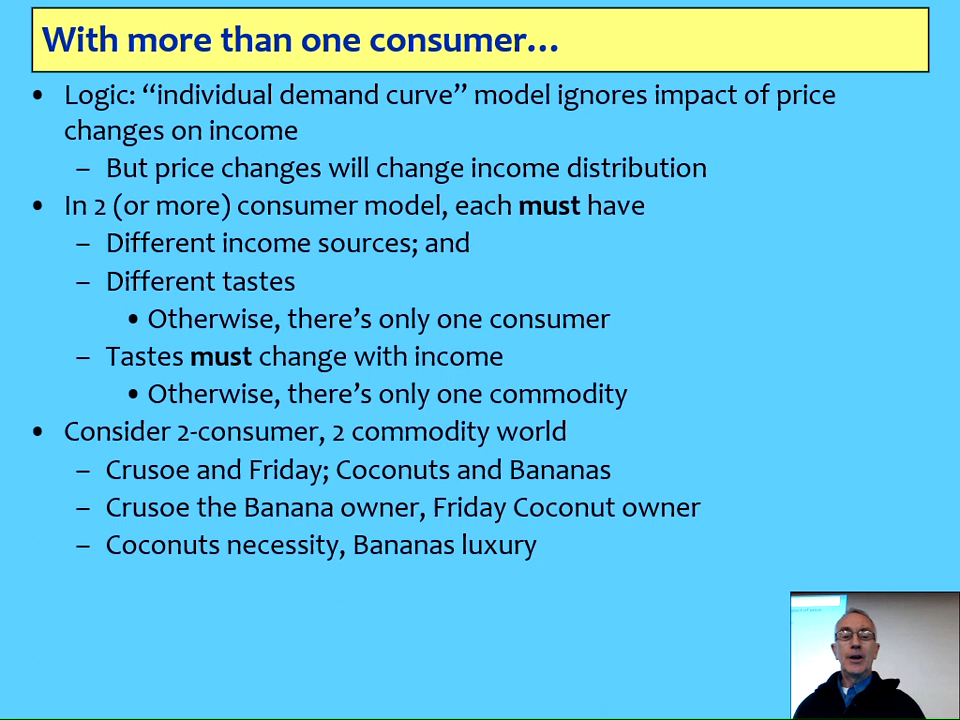 With more than one consumer…
• Logic: “individual demand curve” model ignores impact of price
changes on income
– But price changes will change income distribution
• In 2 (or more) consumer model, each must have
– Different income sources; and
– Different tastes
• Otherwise, there’s only one consumer
– Tastes must change with income
• Otherwise, there’s only one commodity
• Consider 2-consumer, 2 commodity world
– Crusoe and Friday; Coconuts and Bananas
– Crusoe the Banana owner, Friday Coconut owner
– Coconuts necessity, Bananas luxury